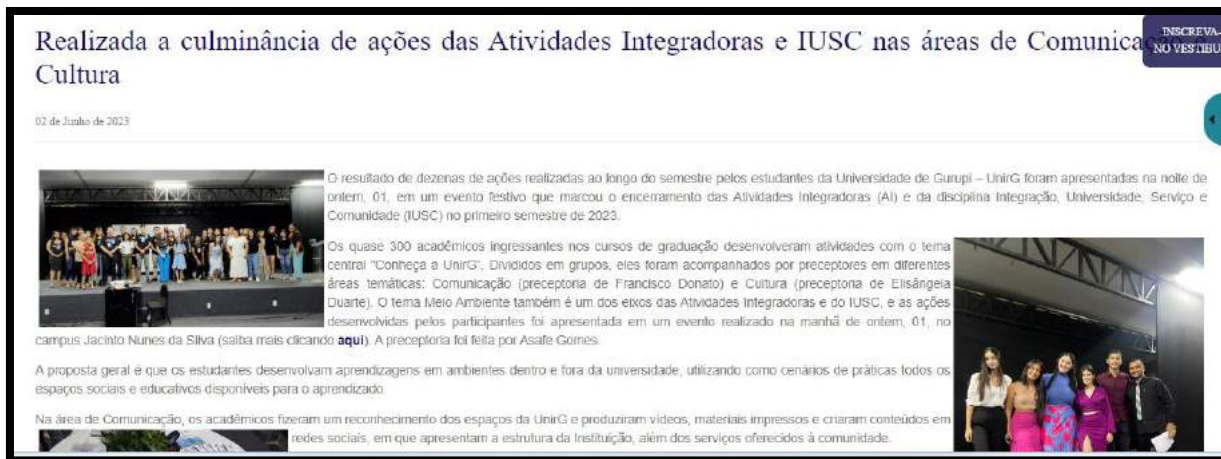 Realizada a culminância de ações das Atividades Integradoras e IUSC nas áreas de Comunicação e
Cultura
INSCREVA-
NO VESTIBU
02 de Junho de 2023
O resultado de dezenas de ações realizadas ao longo do semestre pelos estudantes da Universidade de Gurupi – UnirG foram apresentadas na noite de
ontem, 01, em um evento festivo que marcou o encerramento das Atividades Integradoras (AI) e da disciplina Integração, Universidade, Serviço e
Comunidade (IUSC) no primeiro semestre de 2023.
Os quase 300 acadêmicos ingressantes nos cursos de graduação desenvolveram atividades com o tema
central "Conheça a UnirG". Divididos em grupos, eles foram acompanhados por preceptores em diferentes
áreas temáticas: Comunicação (preceptoria de Francisco Donato) e Cultura (preceptoria de Elisângela
Duarte). O tema Meio Ambiente também é um dos eixos das Atividades Integradoras e do IUSC, e as ações
desenvolvidas pelos participantes foi apresentada em um evento realizado na manhã de ontem, 01, no
campus Jacinto Nunes da Silva (saiba mais clicando aqui). A preceptoria foi feita por Asafe Gomes.
A proposta geral é que os estudantes desenvolvam aprendizagens em ambientes dentro e fora da universidade, utilizando como cenários de práticas todos os
espaços sociais e educativos disponíveis para o aprendizado.
Na área de Comunicação, os acadêmicos fizeram um reconhecimento dos espaços da UnirG e produziram vídeos, materiais impressos e criaram conteúdos em
redes sociais, em que apresentam a estrutura da Instituição, além dos serviços oferecidos à comunidade.